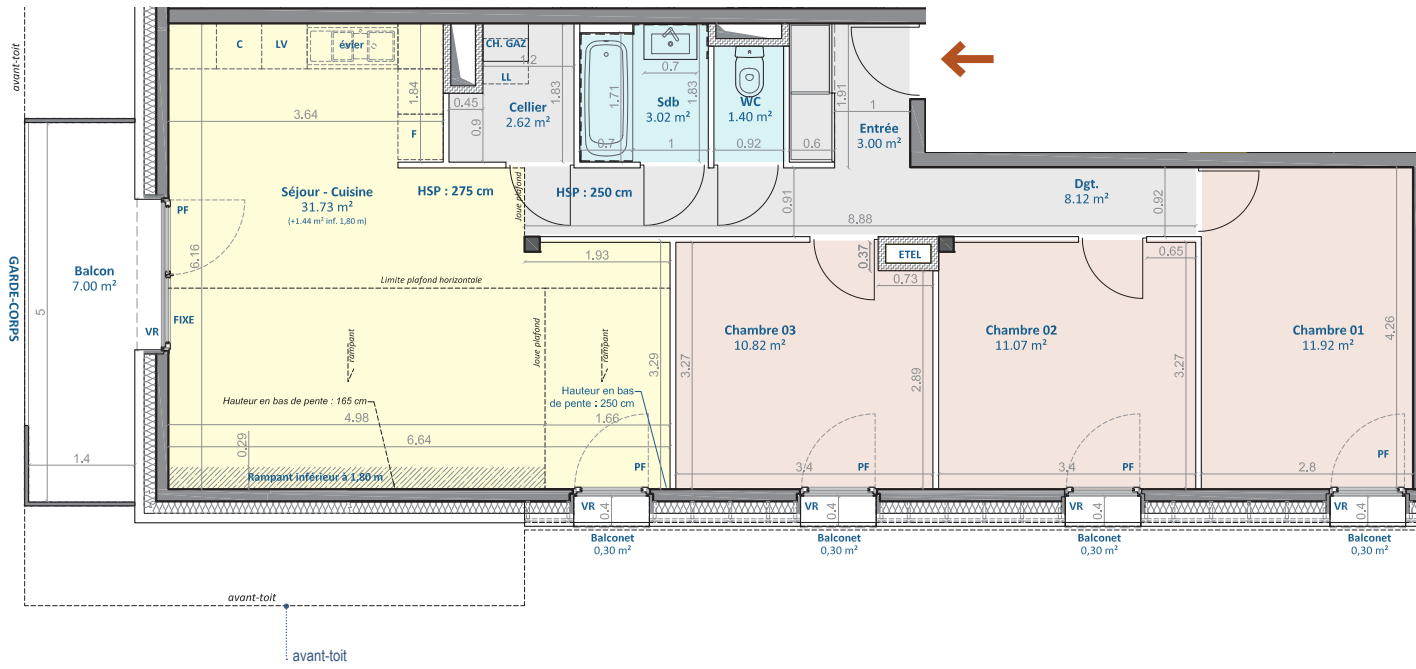 avant-toit
C
LV
évier
CH. GAZ
LL
1.2
1.83
0.45
0.9
Cellier
2.62 m²
1.84
F
3.64
1.71
0.7
Sdb
3.02 m²
1.83
0.7
1
WC
1.40 m²
0.92
0.6
1.91
1
Entrée
3.00 m²
Séjour - Cuisine
31.73 m²
(+1.44 m² inf. 1,80 m)
HSP : 275 cm
Joue plafond
HSP : 250 cm
0.91
8.88
Dgt.
8.12 m²
0.92
PF
6.16
GARDE-CORPS
Balcon
7.00 m²
5
VR
FIXE
1.4
Limite plafond horizontale
1.93
rampant
Joue plafond
rampant
3.29
Hauteur en bas de pente : 165 cm
Hauteur en bas
de pente : 250 cm
4.98
1.66
6.64
0.29
Rampant inférieur à 1,80 m
PF
0.37
ETEL
0.73
Chambre 03
10.82 m²
3.27
2.89
3.4
PF
0.65
Chambre 02
11.07 m²
3.27
3.4
PF
Chambre 01
11.92 m²
4.26
2.8
PF
VR
0.4
VR
0.4
VR
0.4
VR
0.4
Balconet
0,30 m²
Balconet
0,30 m²
Balconet
0,30 m²
Balconet
0,30 m²
avant-toit
avant-toit